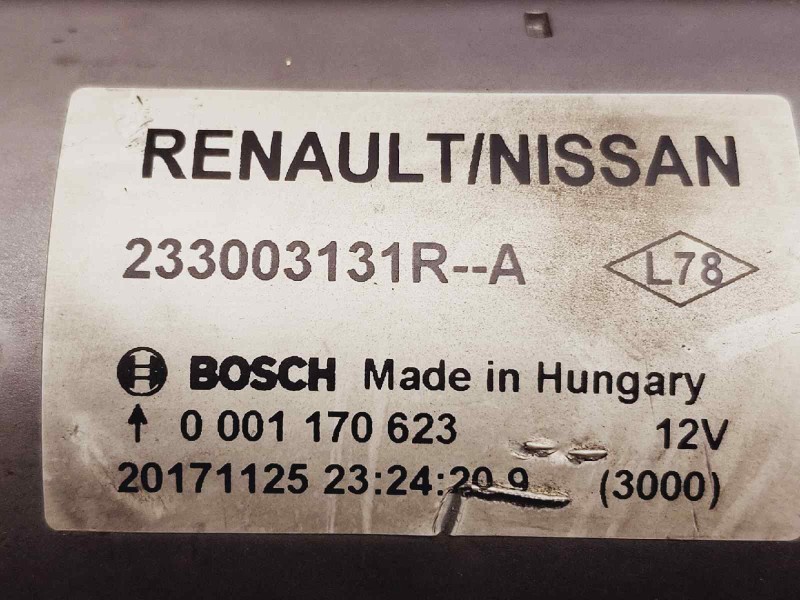 RENAULT/NISSAN
233003131R--A L78
BOSCH Made in Hungary
↑ 0 001 170 623 12V
20171125 23:24:20 9 (3000)